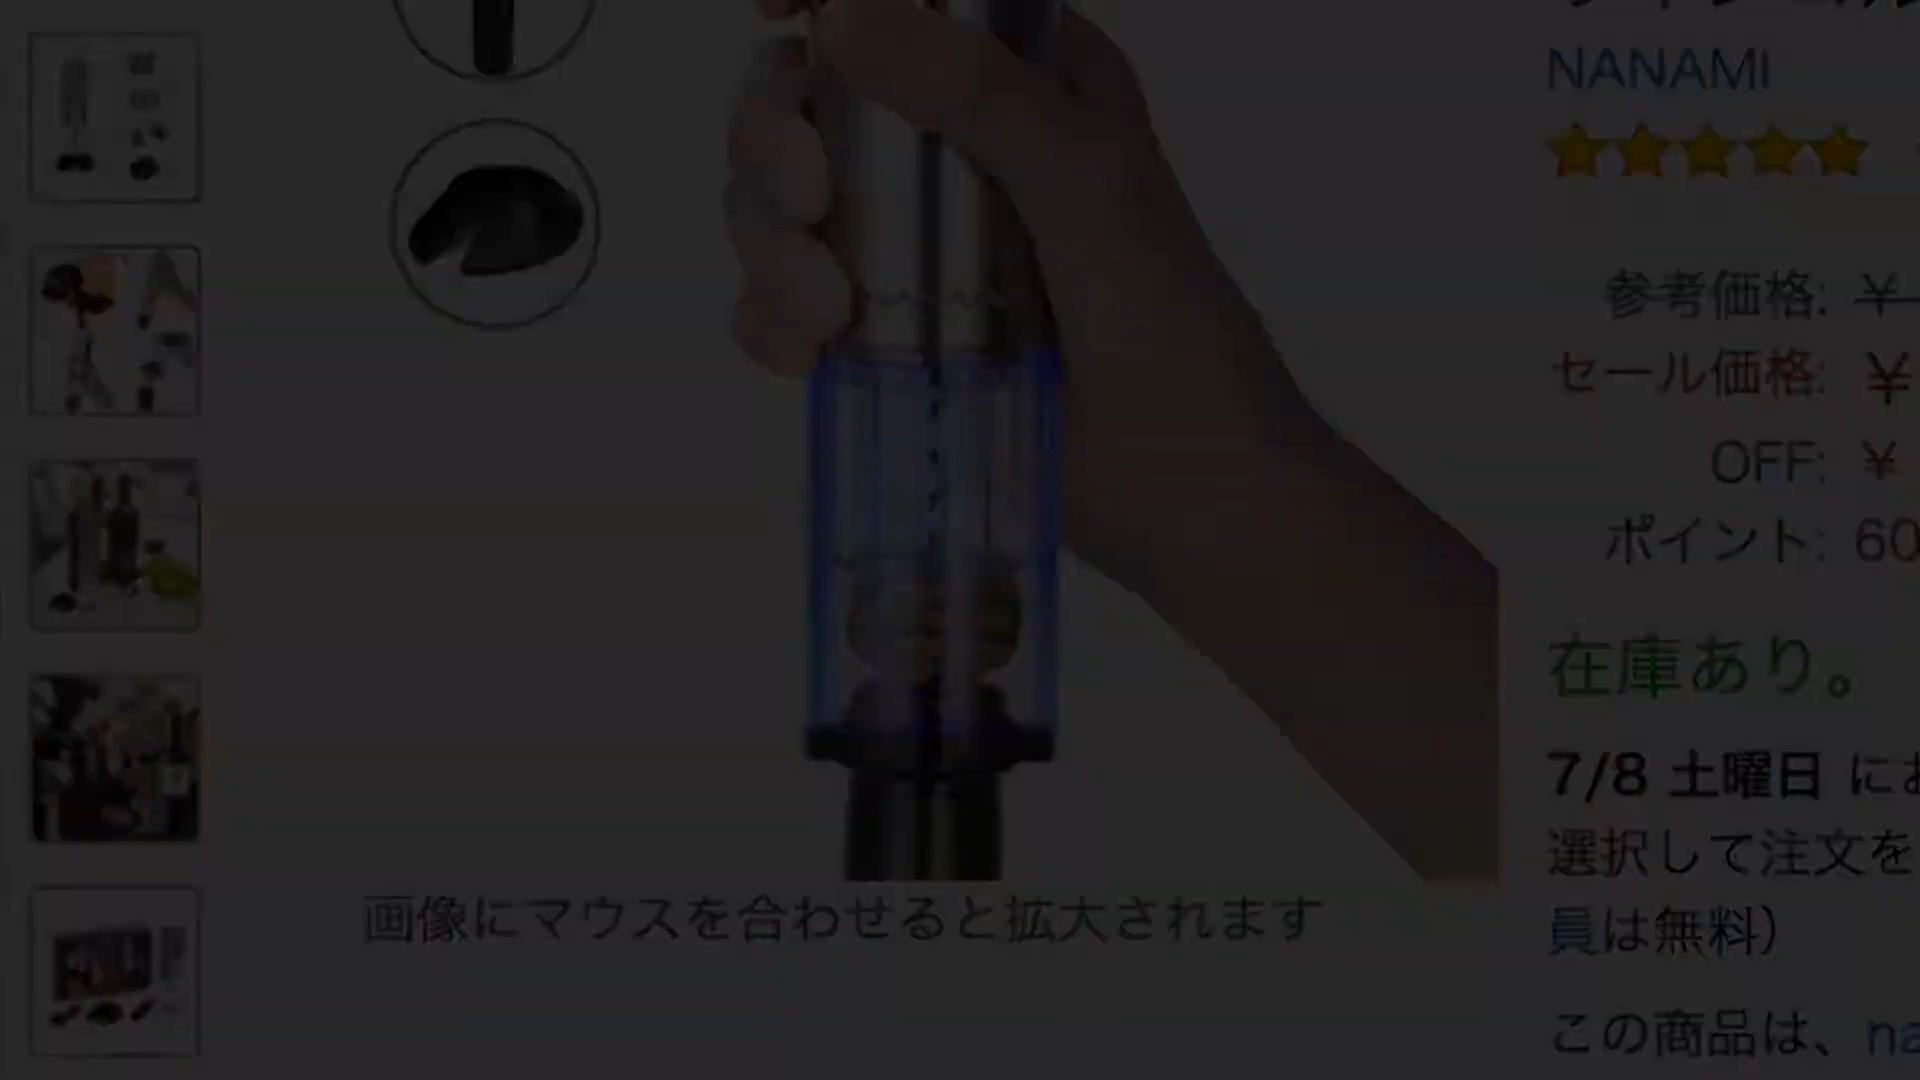 NANAMI
参考価格: ￥
セール価格: ￥
OFF: ￥
ポイント: 60
在庫あり。
7/8 土曜日 にお
選択して注文を
員は無料）
画像にマウスを合わせると拡大されます
この商品は、na